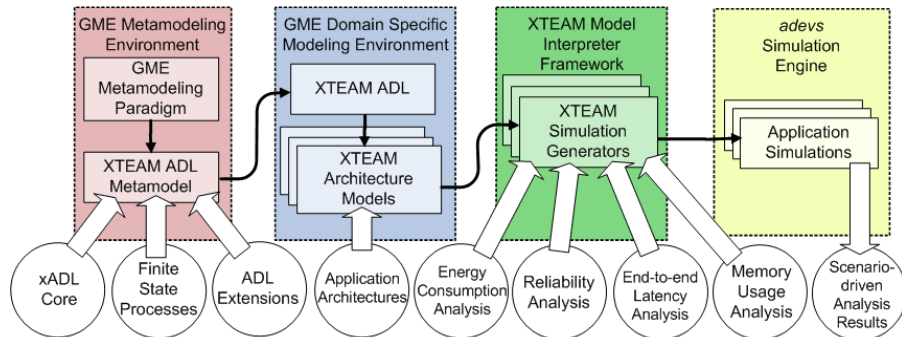 GME Metamodeling
Environment
GME
Metamodeling
Paradigm
XTEAM ADL
Metamodel
GME Domain Specific
Modeling Environment
XTEAM ADL
XTEAM
Architecture
Models
XTEAM Model
Interpreter
Framework
XTEAM
Simulation
Generators
adevs
Simulation
Engine
Application
Simulations
xADL
Core
Finite
State
Processes
ADL
Extensions
Application
Architectures
Energy
Consumption
Analysis
Reliability
Analysis
End-to-end
Latency
Analysis
Memory
Usage
Analysis
Scenario-
driven
Analysis
Results